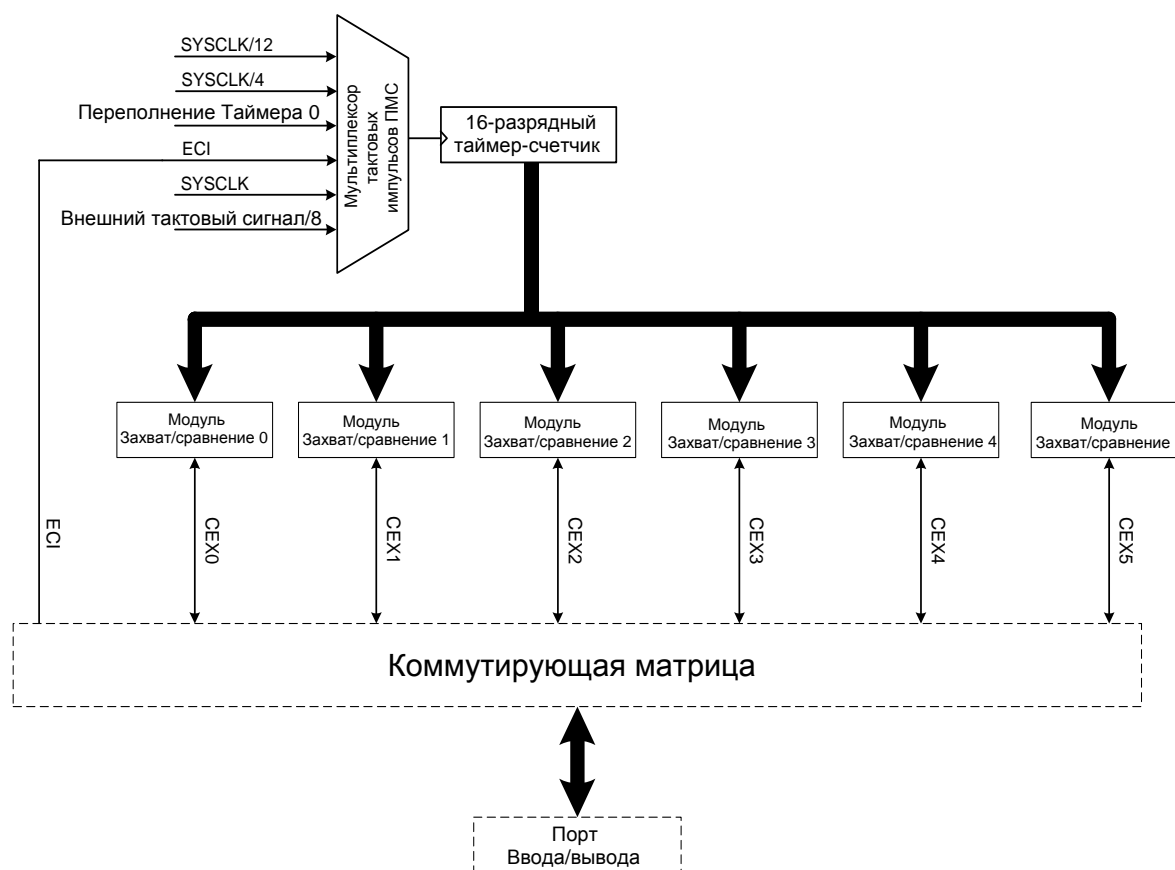 SYSCLK/12
SYSCLK/4
Переполнение Таймера 0
ECI
SYSCLK
Внешний тактовый сигнал/8
Мультиплексор
тактовых
импульсов ПМС
16-разрядный
таймер-счетчик
Модуль
Захват/сравнение 0
Модуль
Захват/сравнение 1
Модуль
Захват/сравнение 2
Модуль
Захват/сравнение 3
Модуль
Захват/сравнение 4
Модуль
Захват/сравнение
ECI
CEX0
CEX1
CEX2
CEX3
CEX4
CEX5
Коммутирующая матрица
Порт
Ввода/вывода